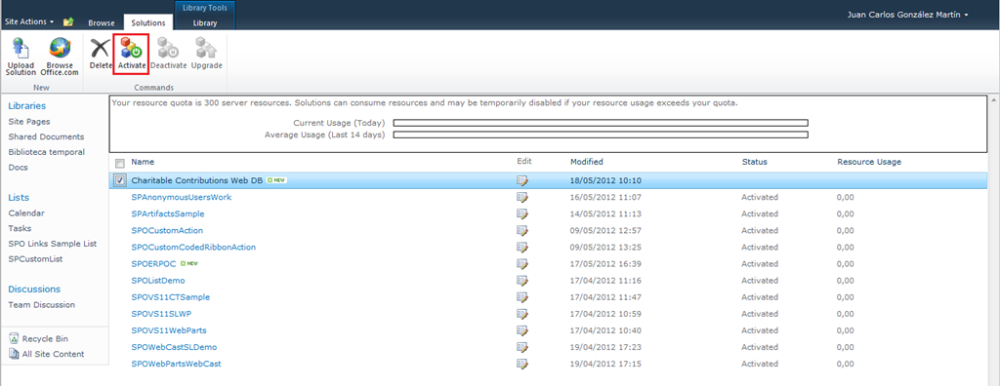 Library Tools
Site Actions
Browse
Solutions
Library
Juan Carlos González Martín
Upload Solution
Browse Office.com
Delete
Activate
Deactivate
Upgrade
New
Commands
Libraries
Site Pages
Shared Documents
Biblioteca temporal
Docs
Lists
Calendar
Tasks
SPO Links Sample List
SPCustomList
Discussions
Team Discussion
Recycle Bin
All Site Content
Your resource quota is 300 server resources. Solutions can consume resources and may be temporarily disabled if your resource usage exceeds your quota.
Current Usage (Today)
Average Usage (Last 14 days)
Name Edit Modified Status Resource Usage
Charitable Contributions Web DB NEW 18/05/2012 10:10
SPAnonymousUsersWork 16/05/2012 11:07 Activated 0,00
SPArtifactsSample 14/05/2012 11:13 Activated 0,00
SPOCustomAction 09/05/2012 12:57 Activated 0,00
SPOCustomCodedRibbonAction 09/05/2012 13:25 Activated 0,00
SPOERPOC NEW 17/05/2012 16:39 Activated 0,00
SPOListDemo 17/04/2012 11:16 Activated 0,00
SPOVS11CTSample 17/04/2012 11:47 Activated 0,00
SPOVS11SLWP 17/04/2012 10:59 Activated 0,00
SPOVS11WebParts 17/04/2012 10:40 Activated 0,00
SPOWebCastSLDemo 19/04/2012 17:23 Activated 0,00
SPOWebPartsWebCast 19/04/2012 17:15 Activated 0,00